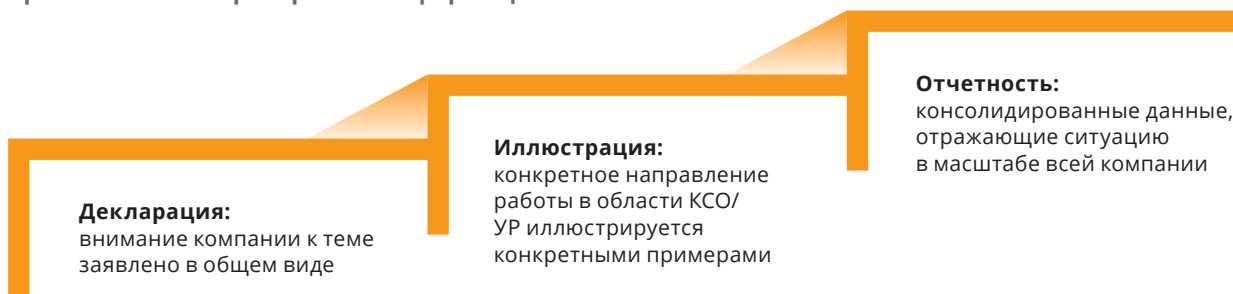 Декларация:
внимание компании к теме
заявлено в общем виде
Иллюстрация:
конкретное направление
работы в области КСО/
УР иллюстрируется
конкретными примерами
Отчетность:
консолидированные данные,
отражающие ситуацию
в масштабе всей компании